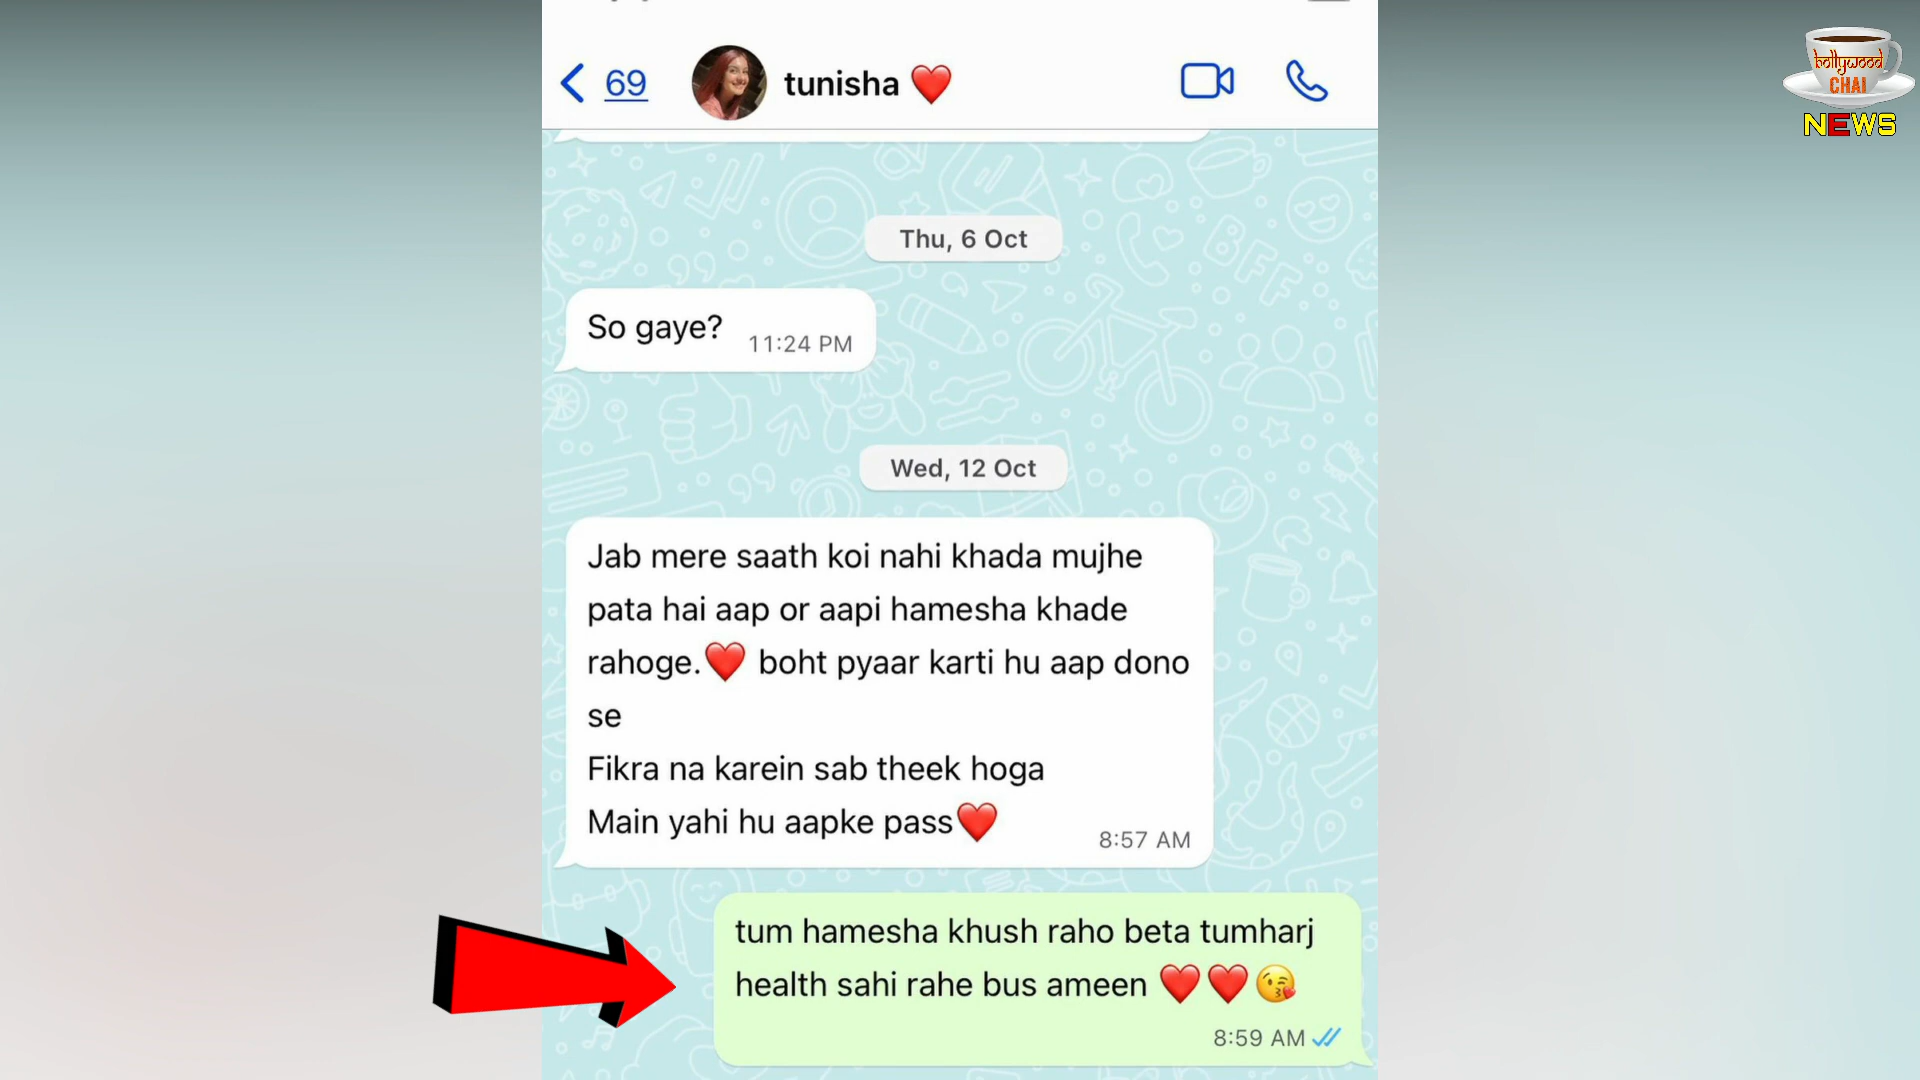 69
tunisha ❤️
bollywood
CHAI
NEWS
Thu, 6 Oct
So gaye?
11:24 PM
Wed, 12 Oct
Jab mere saath koi nahi khada mujhe
pata hai aap or aapi hamesha khade
rahoge.❤️ boht pyaar karti hu aap dono
se
Fikra na karein sab theek hoga
Main yahi hu aapke pass❤️
8:57 AM
tum hamesha khush raho beta tumharj
health sahi rahe bus ameen ❤️❤️😘
8:59 AM